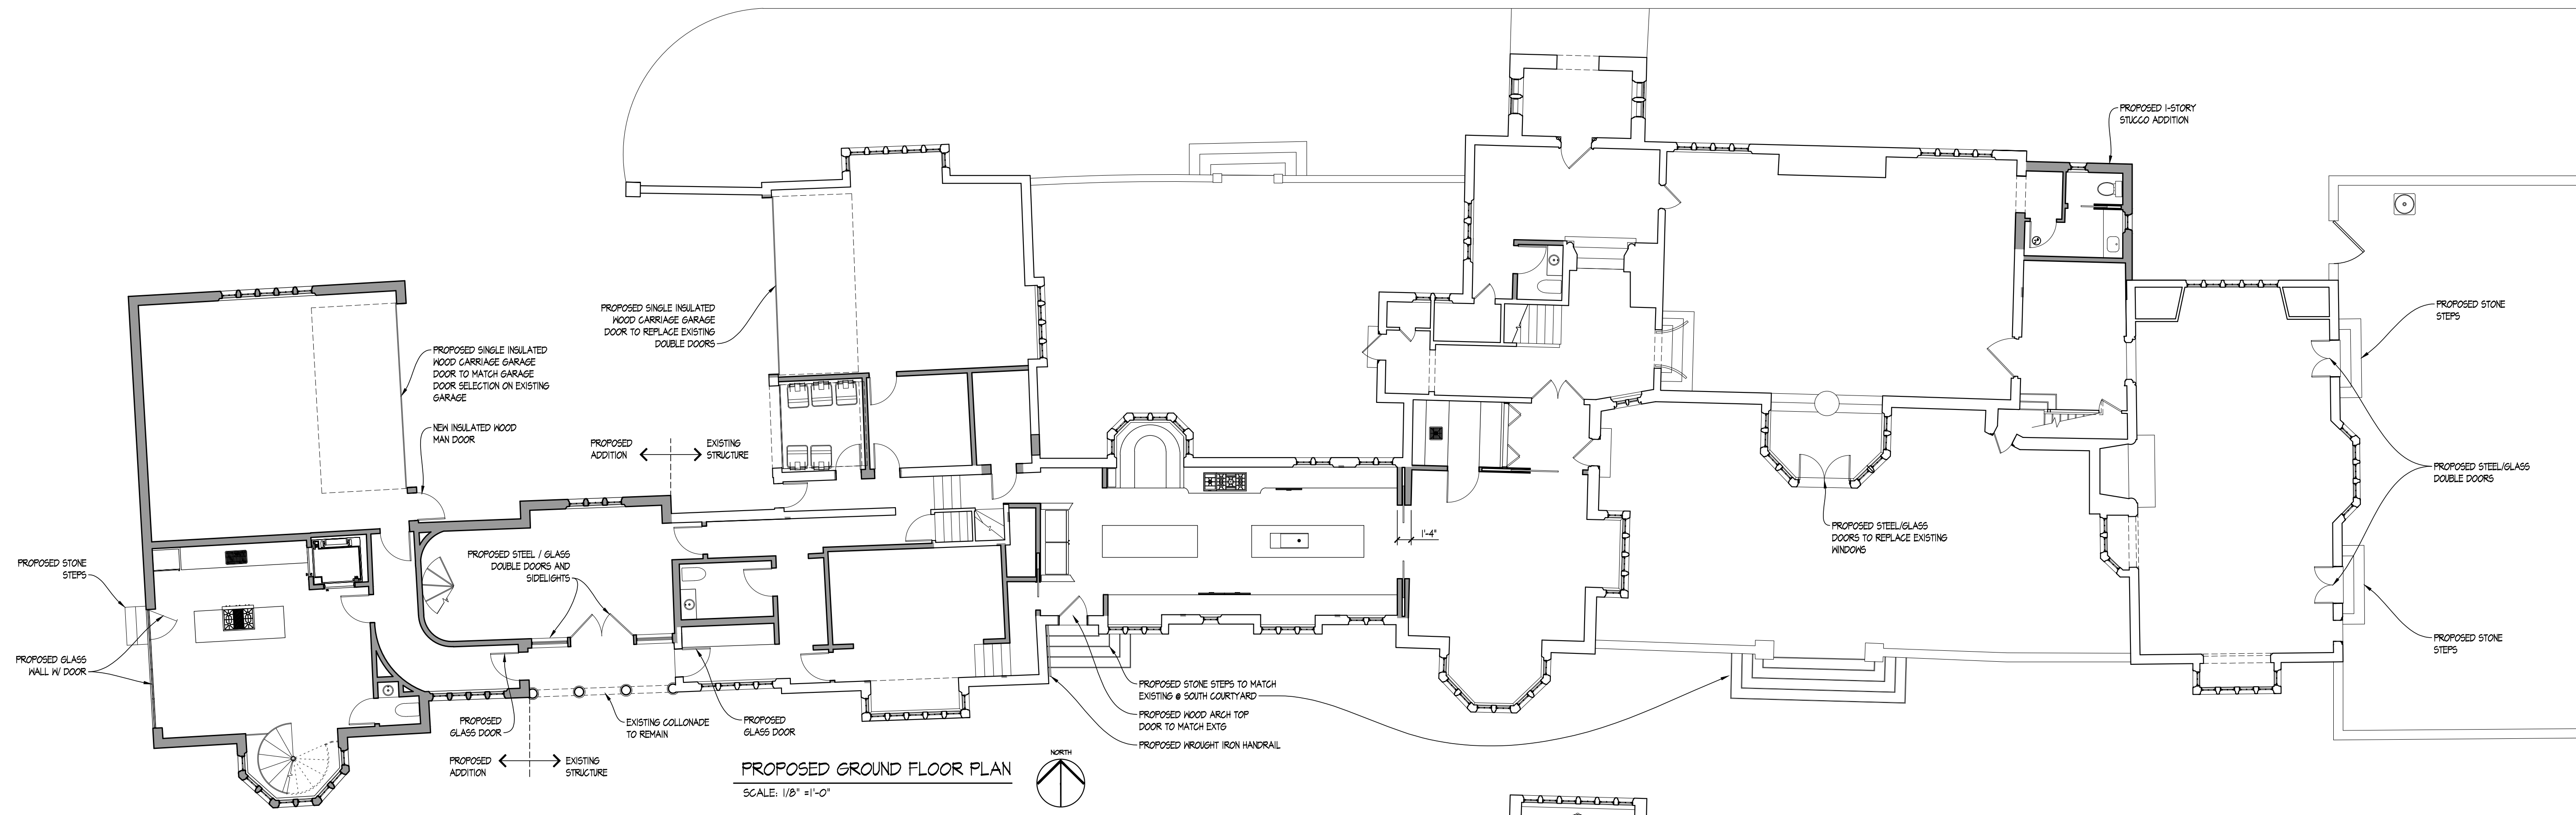 PROPOSED 1-STORY
STUCCO ADDITION
PROPOSED SINGLE INSULATED
WOOD CARRIAGE GARAGE
DOOR TO REPLACE EXISTING
DOUBLE DOORS
PROPOSED STONE
STEPS
PROPOSED SINGLE INSULATED
WOOD CARRIAGE GARAGE
DOOR TO MATCH GARAGE
DOOR SELECTION ON EXISTING
GARAGE
NEW INSULATED WOOD
MAN DOOR
PROPOSED
ADDITION
EXISTING
STRUCTURE
PROPOSED STEEL/GLASS
DOUBLE DOORS
PROPOSED STEEL/GLASS
DOORS TO REPLACE EXISTING
WINDOWS
1'-4"
PROPOSED STEEL / GLASS
DOUBLE DOORS AND
SIDELIGHTS
PROPOSED STONE
STEPS
PROPOSED GLASS
WALL W/ DOOR
PROPOSED STONE
STEPS
PROPOSED STONE STEPS TO MATCH
EXISTING @ SOUTH COURTYARD
PROPOSED WOOD ARCH TOP
DOOR TO MATCH EXTG
PROPOSED WROUGHT IRON HANDRAIL
PROPOSED
GLASS DOOR
EXISTING COLLONADE
TO REMAIN
PROPOSED
GLASS DOOR
PROPOSED
ADDITION
EXISTING
STRUCTURE
NORTH
PROPOSED GROUND FLOOR PLAN
SCALE: 1/8" =1'-0"